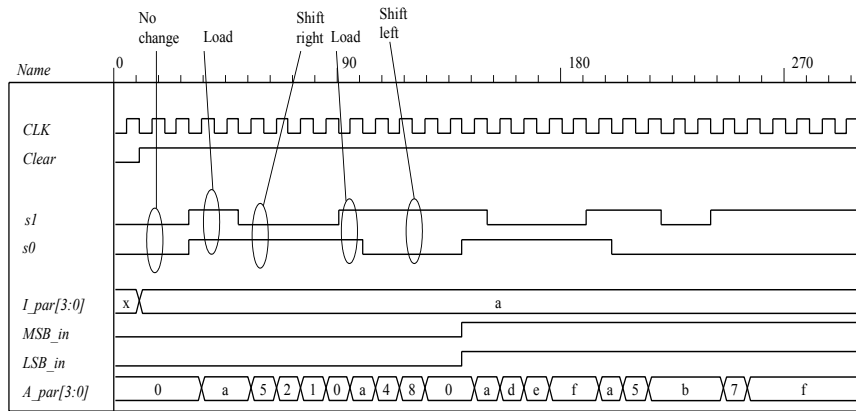 No change
Load
Shift right
Load
Shift left
Name
0
90
180
270
CLK
Clear
s1
s0
I_par[3:0]
x
a
MSB_in
LSB_in
A_par[3:0]
0 a 5 2 1 0 a 4 8 0 a d e f a 5 b 7 f